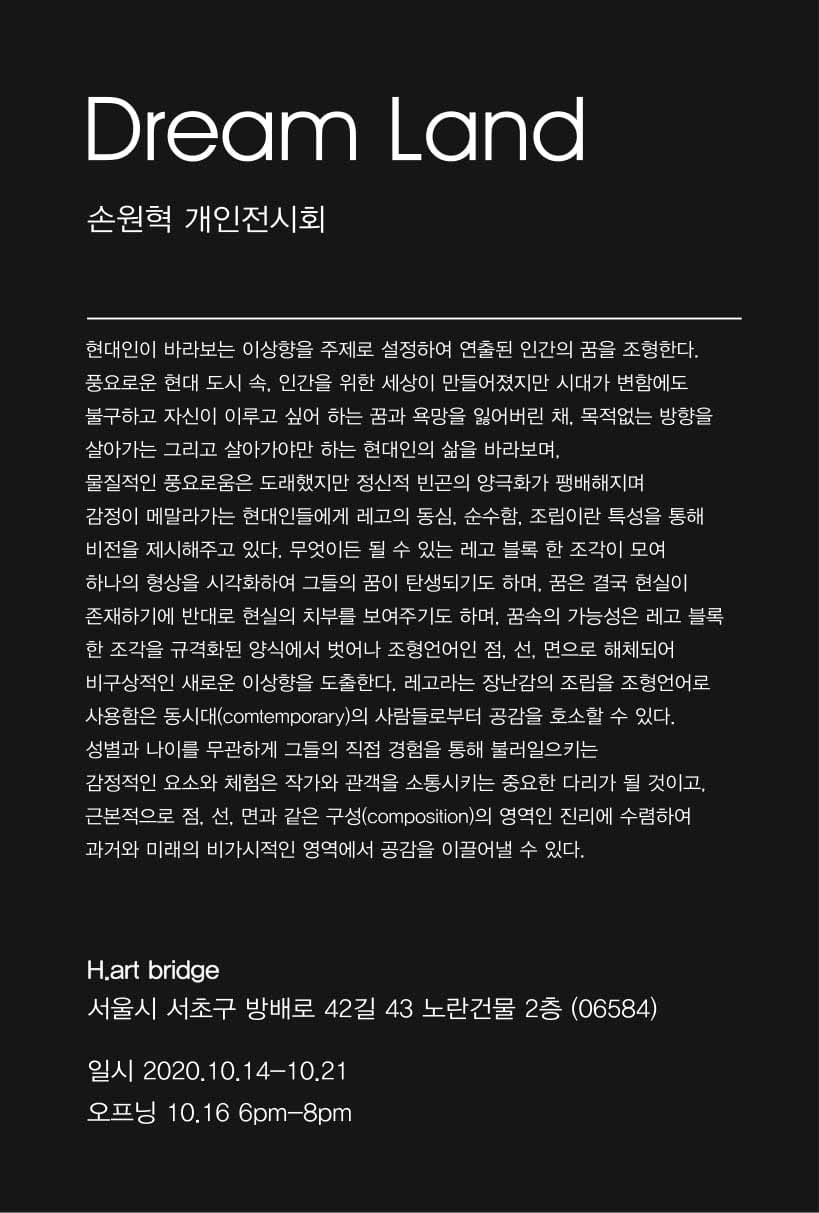 Dream Land
손원혁 개인전시회
현대인이 바라보는 이상향을 주제로 설정하여 연출된 인간의 꿈을 조형한다.
풍요로운 현대 도시 속, 인간을 위한 세상이 만들어졌지만 시대가 변함에도
불구하고 자신이 이루고 싶어 하는 꿈과 욕망을 잃어버린 채, 목적없는 방향을
살아가는 그리고 살아가야만 하는 현대인의 삶을 바라보며,
물질적인 풍요로움은 도래했지만 정신적 빈곤의 양극화가 팽배해지며
감정이 메말라가는 현대인들에게 레고의 동심, 순수함, 조립이란 특성을 통해
비전을 제시해주고 있다. 무엇이든 될 수 있는 레고 블록 한 조각이 모여
하나의 형상을 시각화하여 그들의 꿈이 탄생되기도 하며, 꿈은 결국 현실이
존재하기에 반대로 현실의 치부를 보여주기도 하며, 꿈속의 가능성은 레고 블록
한 조각을 규격화된 양식에서 벗어나 조형언어인 점, 선, 면으로 해체되어
비구상적인 새로운 이상향을 도출한다. 레고라는 장난감의 조립을 조형언어로
사용함은 동시대(comtemporary)의 사람들로부터 공감을 호소할 수 있다.
성별과 나이를 무관하게 그들의 직접 경험을 통해 불러일으키는
감정적인 요소와 체험은 작가와 관객을 소통시키는 중요한 다리가 될 것이고,
근본적으로 점, 선, 면과 같은 구성(composition)의 영역인 진리에 수렴하여
과거와 미래의 비가시적인 영역에서 공감을 이끌어낼 수 있다.
H.art bridge
서울시 서초구 방배로 42길 43 노란건물 2층 (06584)
일시 2020.10.14-10.21
오프닝 10.16 6pm-8pm